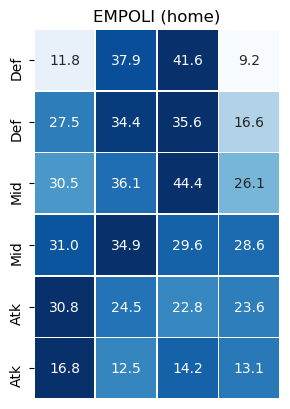 EMPOLI (home)
Def 11.8 37.9 41.6 9.2
Def 27.5 34.4 35.6 16.6
Mid 30.5 36.1 44.4 26.1
Mid 31.0 34.9 29.6 28.6
Atk 30.8 24.5 22.8 23.6
Atk 16.8 12.5 14.2 13.1